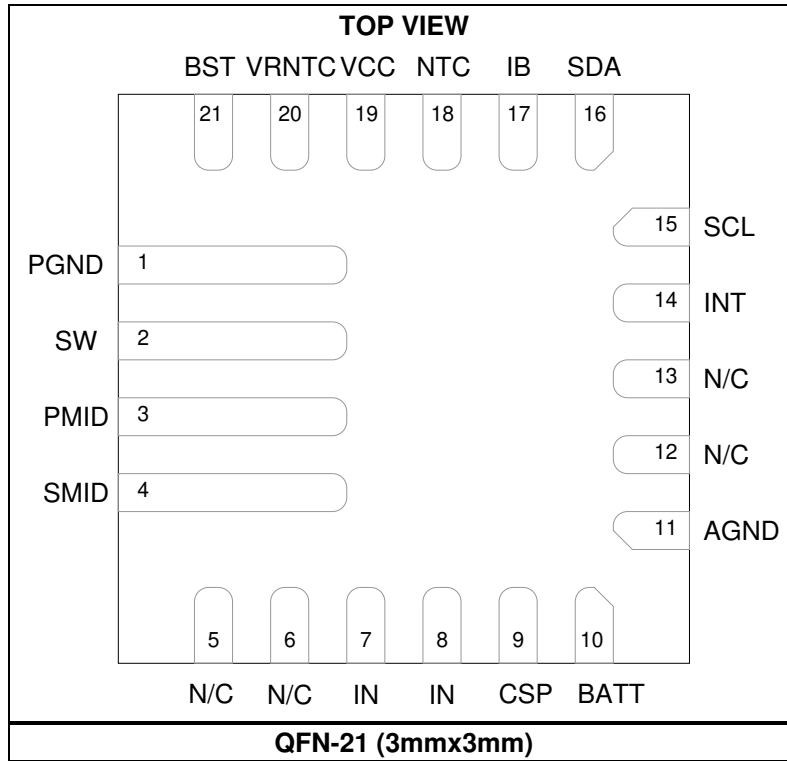 TOP VIEW
BST VRNTC VCC NTC IB SDA
21 20 19 18 17 16
15 SCL
PGND 1
14 INT
SW 2
13 N/C
PMID 3
12 N/C
SMID 4
11 AGND
5 6 7 8 9 10
N/C N/C IN IN CSP BATT
QFN-21 (3mmx3mm)